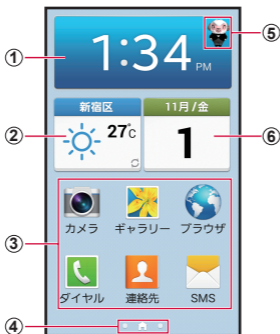 ⑤
① 1:34 PM
新宿区 11月/金
② 27°c 1 ⑥
カメラ ギャラリー ブラウザ
③
ダイヤル 連絡先 SMS
④